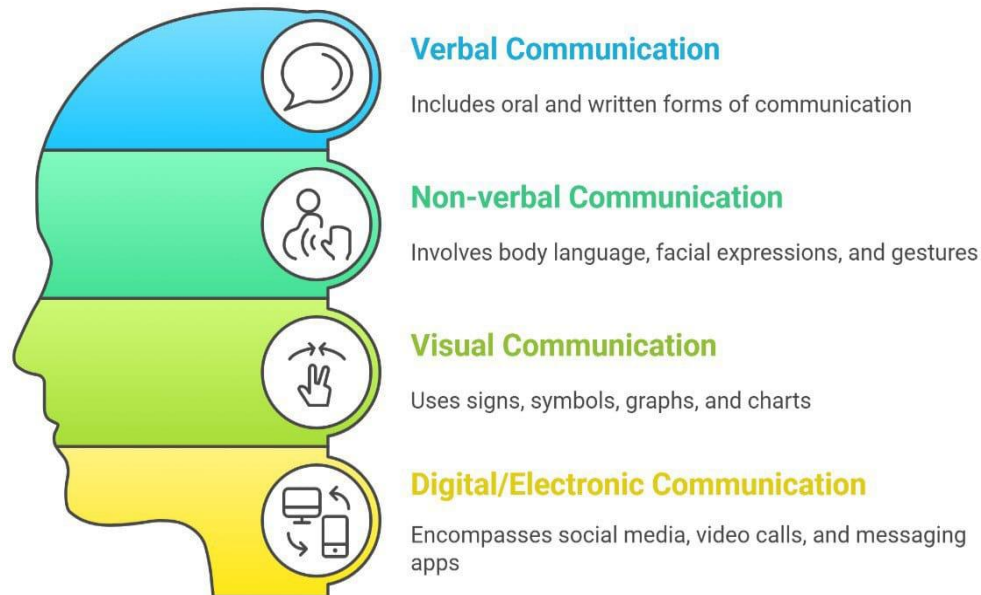 Verbal Communication
Includes oral and written forms of communication
Non-verbal Communication
Involves body language, facial expressions, and gestures
Visual Communication
Uses signs, symbols, graphs, and charts
Digital/Electronic Communication
Encompasses social media, video calls, and messaging
apps